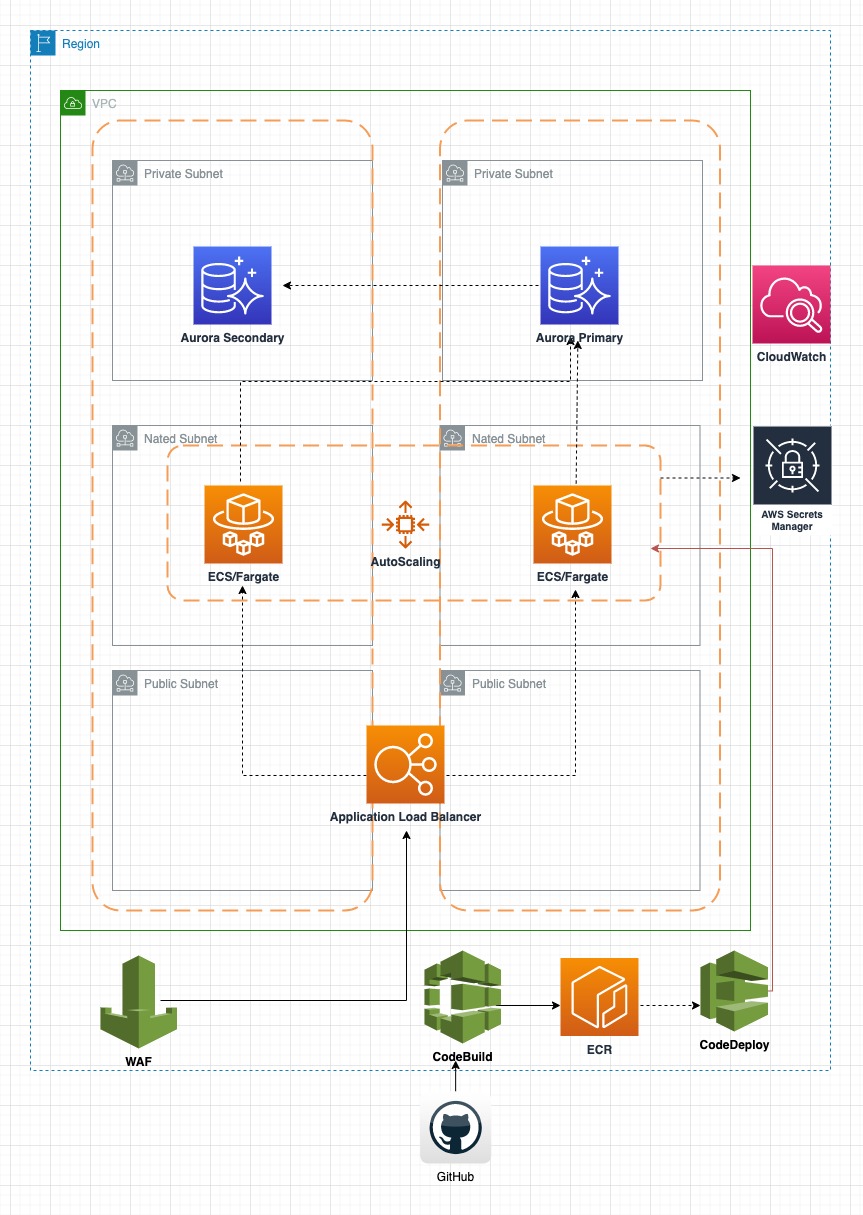 Region
VPC
Private Subnet
Private Subnet
Aurora Secondary
Aurora Primary
CloudWatch
Nated Subnet
Nated Subnet
AWS Secrets
Manager
AutoScaling
ECS/Fargate
ECS/Fargate
Public Subnet
Public Subnet
Application Load Balancer
WAF
CodeBuild
ECR
CodeDeploy
GitHub